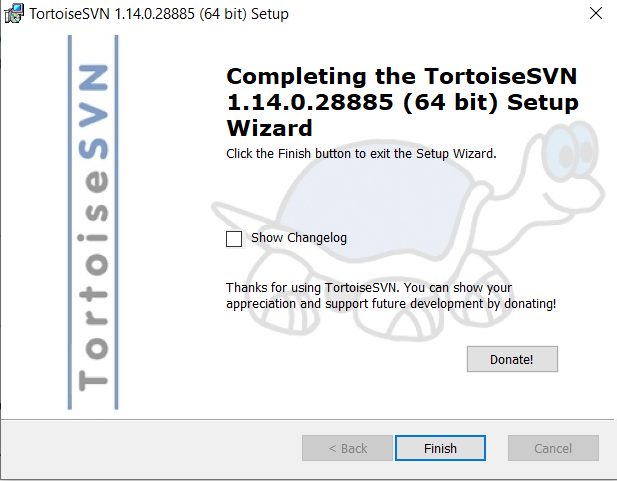 TortoiseSVN 1.14.0.28885 (64 bit) Setup
TortoiseSVN
Completing the TortoiseSVN
1.14.0.28885 (64 bit) Setup
Wizard
Click the Finish button to exit the Setup Wizard.
Show Changelog
Thanks for using TortoiseSVN. You can show your
appreciation and support future development by donating!
Donate!
< Back
Finish
Cancel